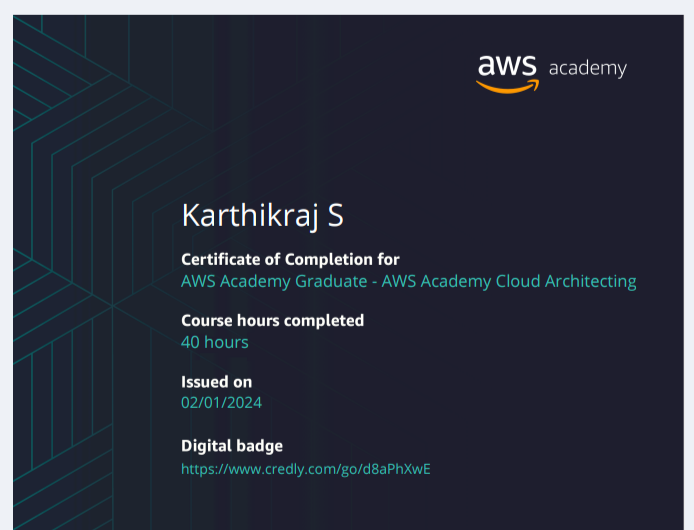 aws academy
Karthikraj S
Certificate of Completion for
AWS Academy Graduate - AWS Academy Cloud Architecting
Course hours completed
40 hours
Issued on
02/01/2024
Digital badge
https://www.credly.com/go/d8aPhXwE